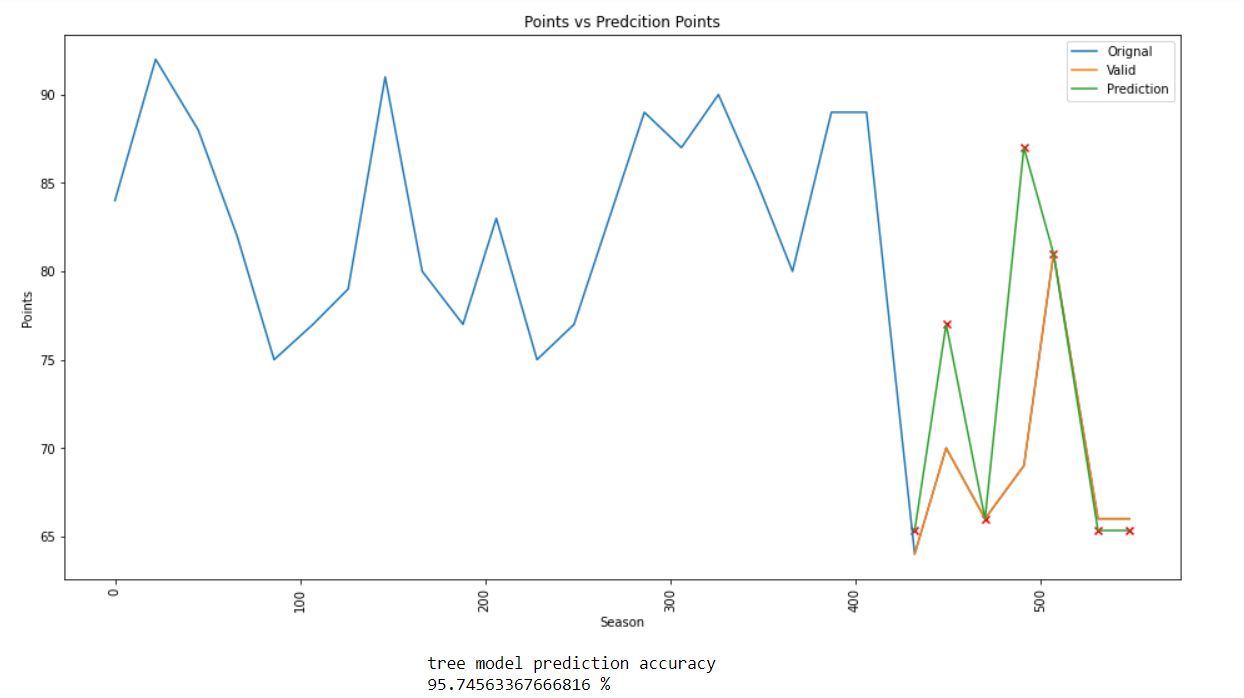 Points vs Predcition Points
Orignal
Valid
Prediction
90
85
80
75
70
65
Points
0
100
200
300
400
500
Season
tree model prediction accuracy
95.74563367666816 %